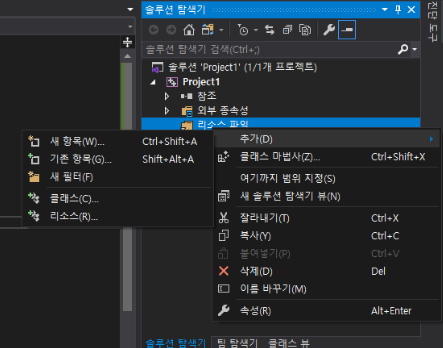 솔루션 탐색기
진단 도구
솔루션 탐색기 검색(Ctrl+;)
솔루션 'Project1' (1/1개 프로젝트)
Project1
참조
외부 종속성
리소스 파일
추가(D)
클래스 마법사(Z)... Ctrl+Shift+X
여기까지 범위 지정(S)
새 솔루션 탐색기 뷰(N)
잘라내기(T) Ctrl+X
복사(Y) Ctrl+C
붙여넣기(P) Ctrl+V
삭제(D) Del
이름 바꾸기(M)
속성(R) Alt+Enter
새 항목(W)... Ctrl+Shift+A
기존 항목(G)... Shift+Alt+A
새 필터(F)
클래스(C)...
리소스(R)...
솔루션 탐색기 팀 탐색기 클래스 뷰